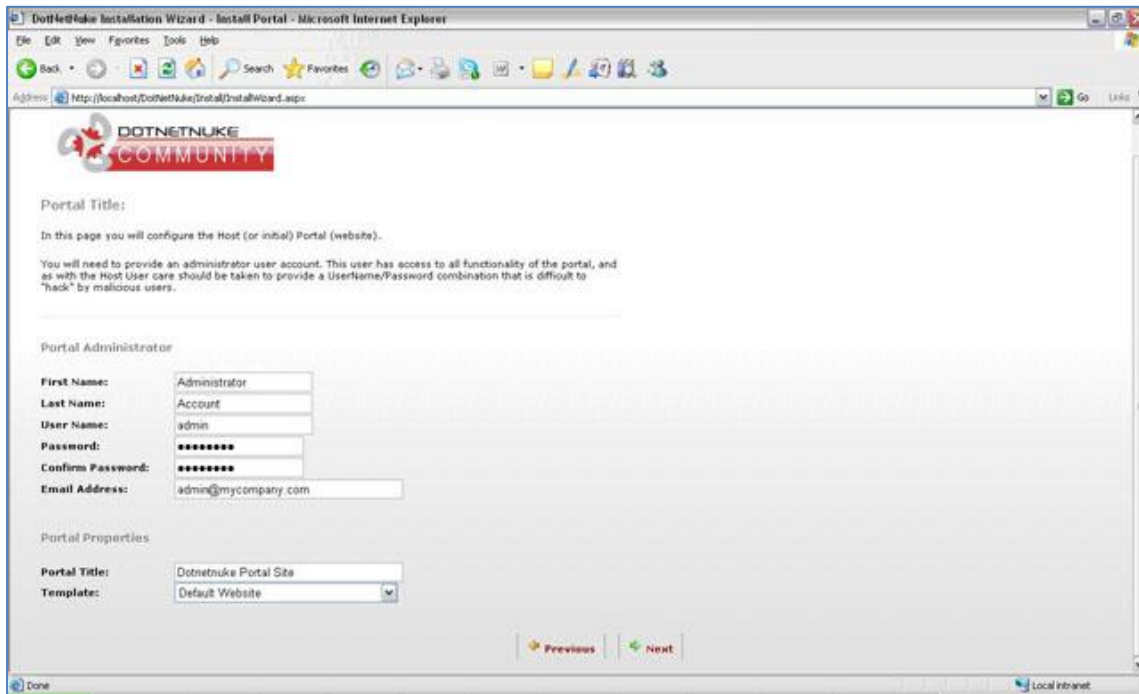 DotNetNuke Installation Wizard - Install Portal - Microsoft Internet Explorer
File Edit View Favorites Tools Help
Back Search Favorites
Address http://localhost/DotNetNuke/Install/InstallWizard.aspx Go Links
DOTNETNUKE
COMMUNITY
Portal Title:
In this page you will configure the Host (or initial) Portal (website).
You will need to provide an administrator user account. This user has access to all functionality of the portal, and
as with the Host User care should be taken to provide a UserName/Password combination that is difficult to
"hack" by malicious users.
Portal Administrator
First Name: Administrator
Last Name: Account
User Name: admin
Password: ••••••••
Confirm Password: ••••••••
Email Address: admin@mycompany.com
Portal Properties
Portal Title: Dotnetnuke Portal Site
Template: Default Website
Previous Next
Done Local intranet